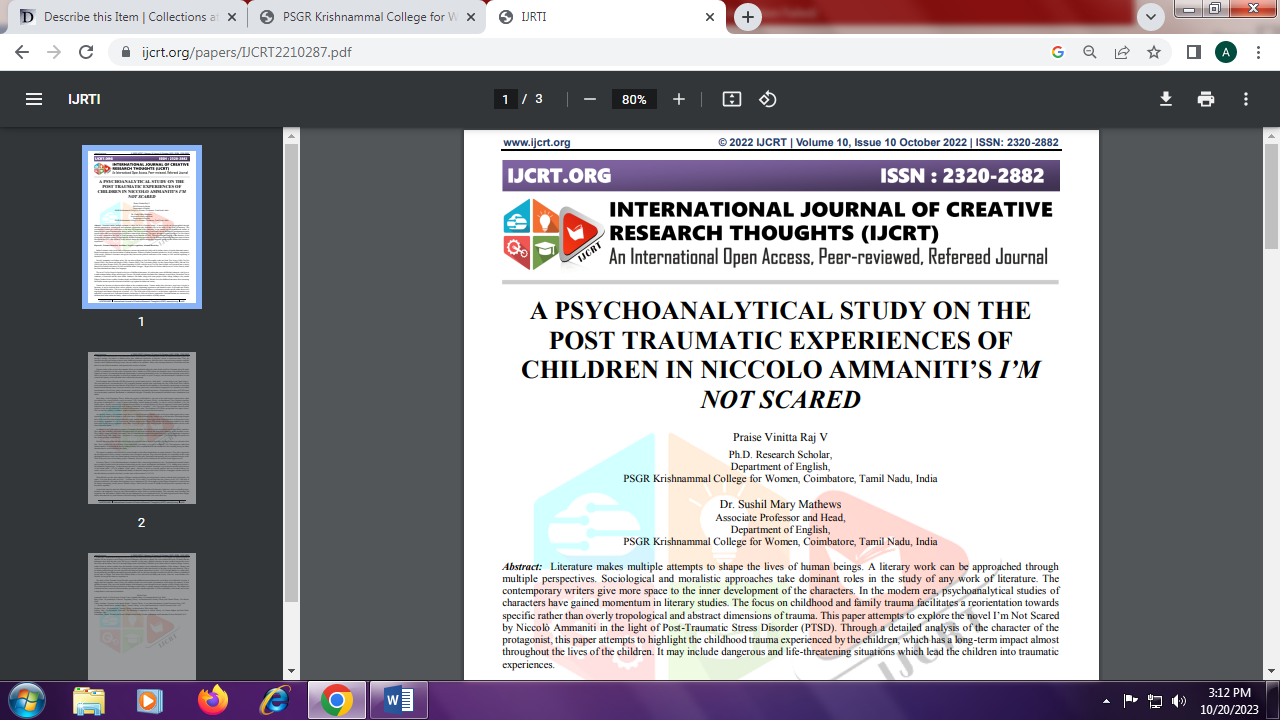 Describe this Item | Collections a
PSGR Krishnammal College for W
IJRTI
ijcrt.org/papers/IJCRT2210287.pdf
A
IJRTI
1 / 3
80%
www.ijcrt.org
© 2022 IJCRT | Volume 10, Issue 10 October 2022 | ISSN: 2320-2882
IJCRT.ORG
ISSN : 2320-2882
INTERNATIONAL JOURNAL OF CREATIVE
RESEARCH THOUGHTS (IJCRT)
An International Open Access, Peer-reviewed, Refereed Journal
IJCRT
A PSYCHOANALYTICAL STUDY ON THE
POST TRAUMATIC EXPERIENCES OF
CHILDREN IN NICCOLO AMMANITI’S I’M
NOT SCARED
Praise Vinitta Raj V
Ph.D. Research Scholar,
Department of English,
PSGR Krishnammal College for Women, Coimbatore, Tamil Nadu, India
Dr. Sushil Mary Mathews
Associate Professor and Head,
Department of English,
PSGR Krishnammal College for Women, Coimbatore, Tamil Nadu, India
Abstract: Literature makes multiple attempts to shape the lives of human beings. A literary work can be approached through
multiple perspectives. Sociological and moralistic approaches take dominant roles in the study of any work of literature. The
contemporary writers give more space to the inner development of the characters. In the modern era, psychoanalytical studies of
characters have gained momentum in literary studies. The focus on childhood and family trauma facilitates a reorientation towards
specific rather than overly topological and abstract dimensions of trauma. This paper attempts to explore the novel I’m Not Scared
by Niccolò Ammaniti in the light of Post-Traumatic Stress Disorder (PTSD). Through a detailed analysis of the character of the
protagonist, this paper attempts to highlight the childhood trauma experienced by the children, which has a long-term impact almost
throughout the lives of the children. It may include dangerous and life-threatening situations which lead the children into traumatic
experiences.
IJCRT
1
2
3:12 PM
10/20/2023